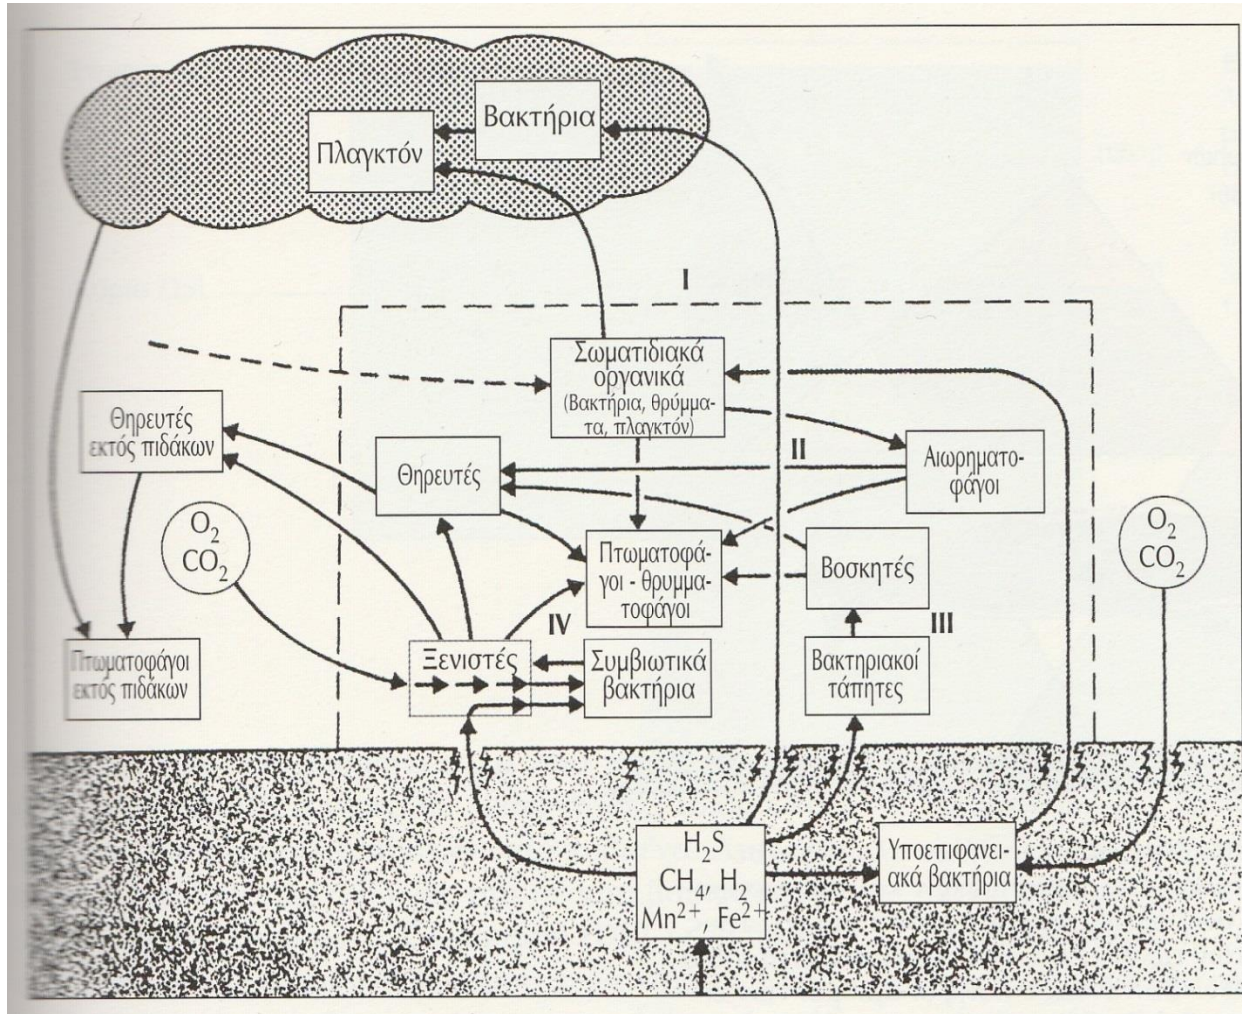 Βακτήρια
Πλαγκτόν
I
Σωματιδιακά
οργανικά
(Βακτήρια, θρύμμα-
τα, πλαγκτόν)
Θηρευτές
εκτός πιδάκων
Θηρευτές
II
Αιωρηματο-
φάγοι
O₂
CO₂
Πτωματοφά-
γοι - θρυμμα-
τοφάγοι
Βοσκητές
O₂
CO₂
IV
III
Πτωματοφάγοι
εκτός πιδάκων
Ξενιστές
Συμβιωτικά
βακτήρια
Βακτηριακοί
τάπητες
H₂S
CH₄, H₂
Mn²⁺, Fe²⁺
Υποεπιφανει-
ακά βακτήρια